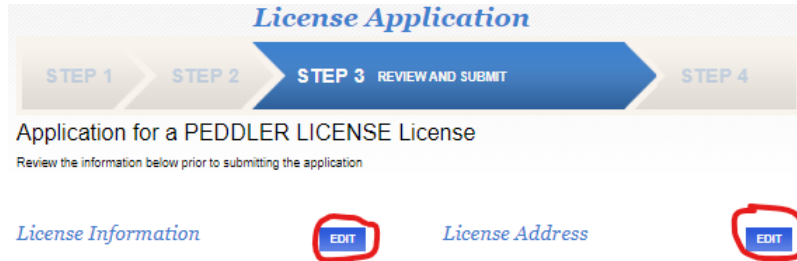 License Application
STEP 1 STEP 2 STEP 3 REVIEW AND SUBMIT STEP 4
Application for a PEDDLER LICENSE License
Review the information below prior to submitting the application
License Information EDIT License Address EDIT